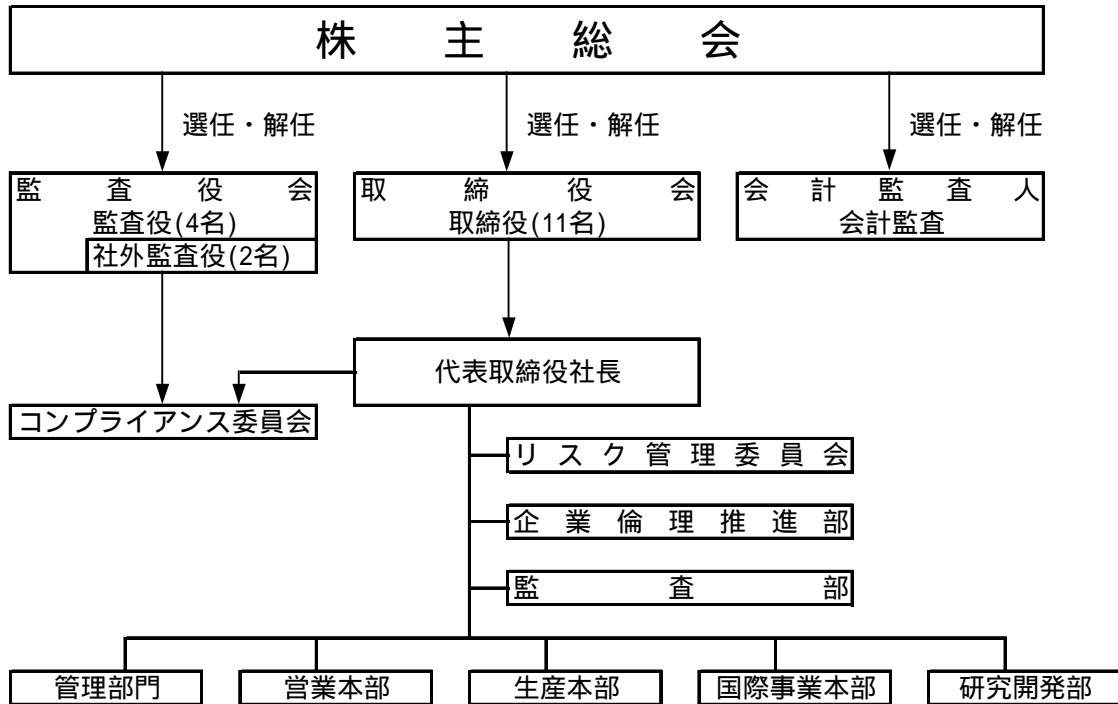 株主総会
選任・解任
選任・解任
選任・解任
監査役会
監査役(4名)
社外監査役(2名)
取締役会
取締役(11名)
会計監査人
会計監査
代表取締役社長
コンプライアンス委員会
リスク管理委員会
企業倫理推進部
監査部
管理部門
営業本部
生産本部
国際事業本部
研究開発部